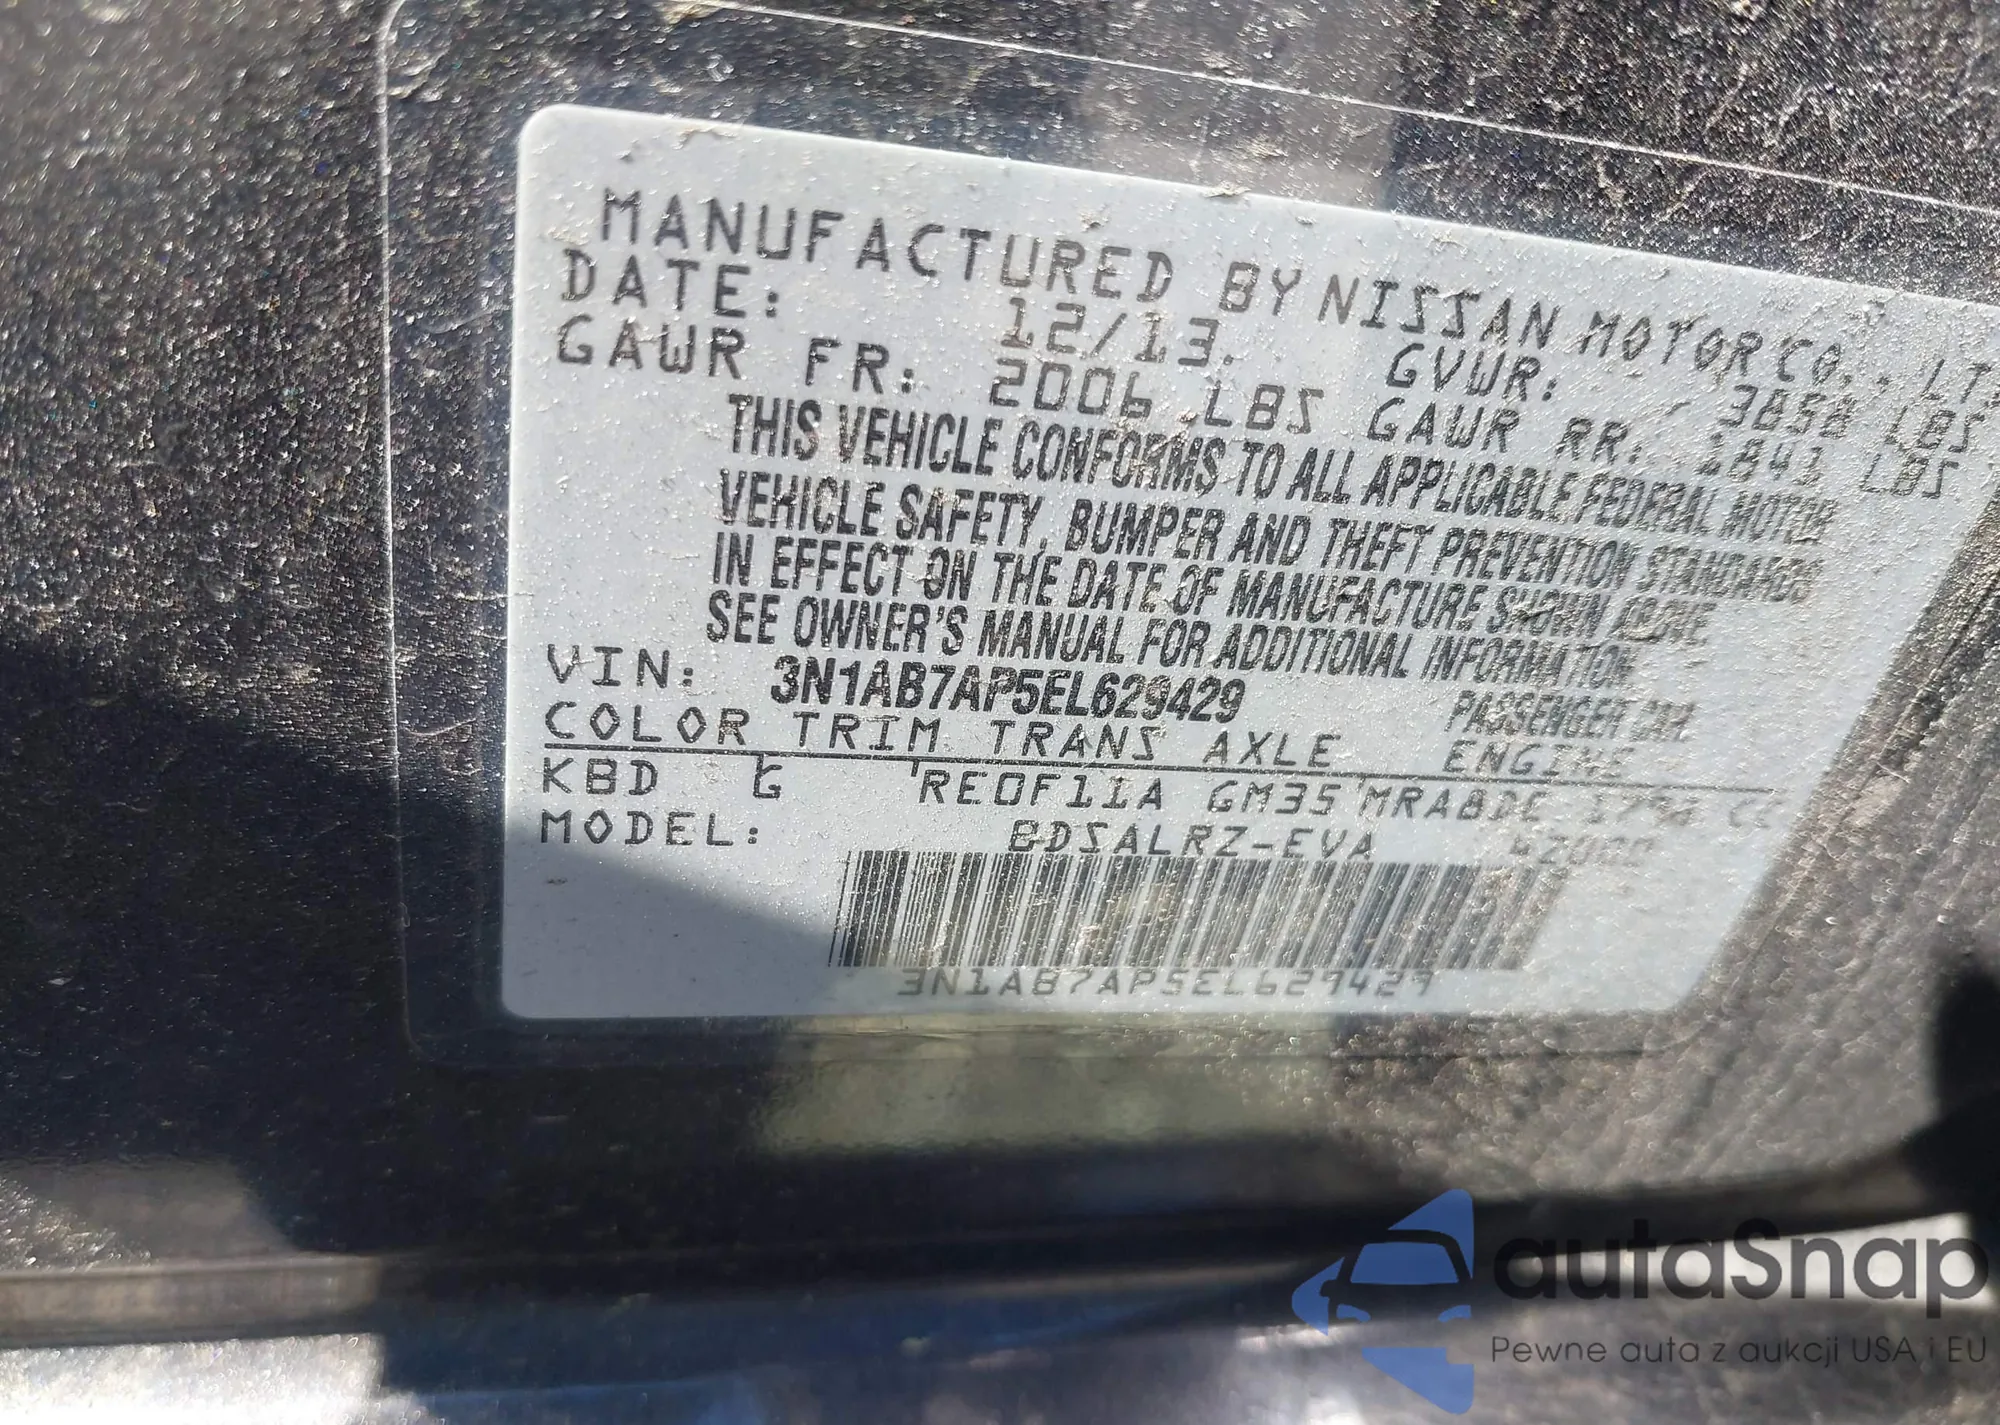 MANUFACTURED BY NISSAN MOTOR CO., LT
DATE: 12/13. GVWR: 3858 LBS
GAWR FR: 2006 LBS GAWR RR: 1841 LBS
THIS VEHICLE CONFORMS TO ALL APPLICABLE FEDERAL MOTOR
VEHICLE SAFETY, BUMPER AND THEFT PREVENTION STANDARDS
IN EFFECT ON THE DATE OF MANUFACTURE SHOWN ABOVE
SEE OWNER'S MANUAL FOR ADDITIONAL INFORMATION.
VIN: 3N1AB7AP5EL629429 PASSENGER CAR
COLOR TRIM TRANS AXLE ENGINE
KBD G RE0F11A GM35 MRA8DE CC
MODEL: BDSALRZ-EVA
3N1AB7AP5EL629429
autaSnap
Pewne auta z aukcji USA i EU